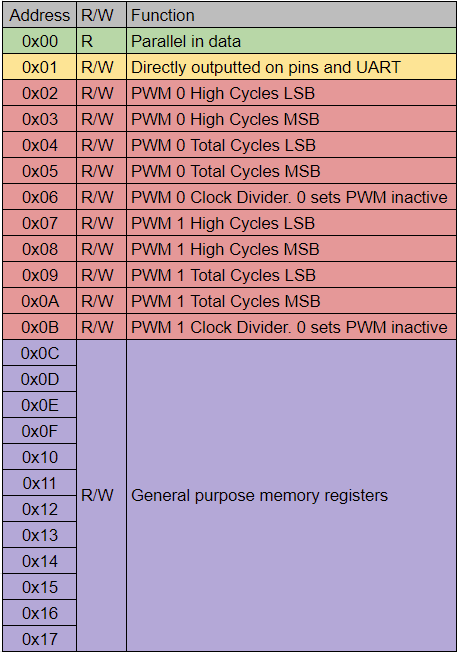 Address R/W Function
0x00 R Parallel in data
0x01 R/W Directly outputted on pins and UART
0x02 R/W PWM 0 High Cycles LSB
0x03 R/W PWM 0 High Cycles MSB
0x04 R/W PWM 0 Total Cycles LSB
0x05 R/W PWM 0 Total Cycles MSB
0x06 R/W PWM 0 Clock Divider. 0 sets PWM inactive
0x07 R/W PWM 1 High Cycles LSB
0x08 R/W PWM 1 High Cycles MSB
0x09 R/W PWM 1 Total Cycles LSB
0x0A R/W PWM 1 Total Cycles MSB
0x0B R/W PWM 1 Clock Divider. 0 sets PWM inactive
0x0C
0x0D
0x0E
0x0F
0x10
0x11
R/W General purpose memory registers
0x12
0x13
0x14
0x15
0x16
0x17